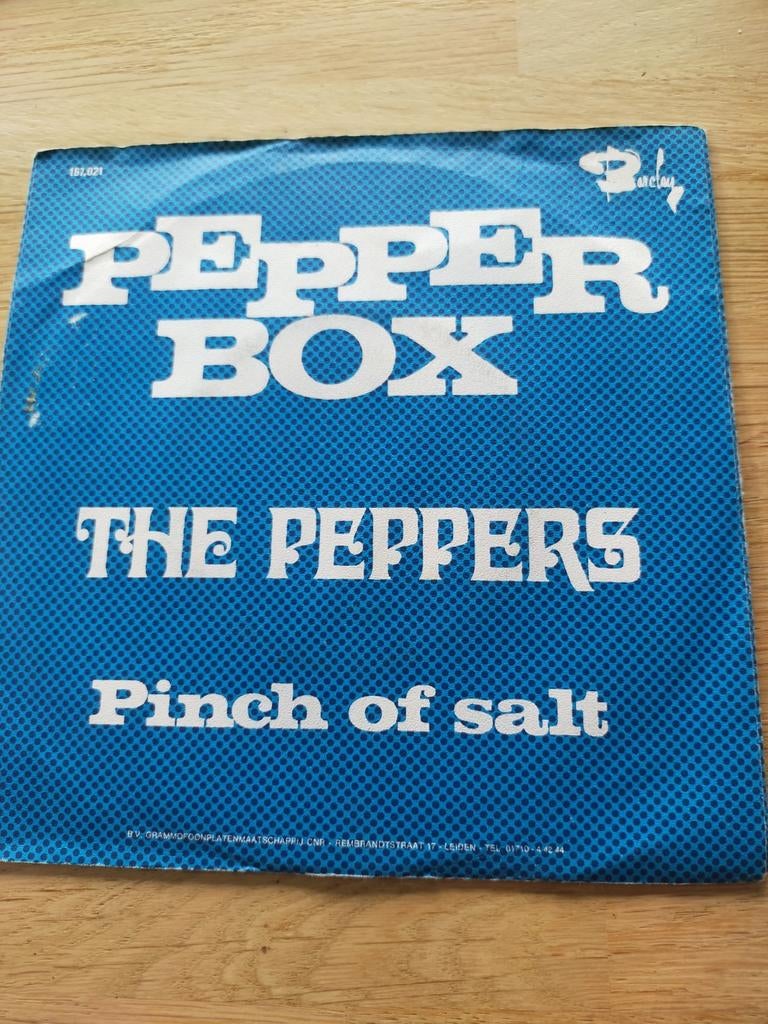 167.021
Barclay
PEPPER
BOX
THE PEPPERS
Pinch of salt
B.V. GRAMMOFOONPLATENMAATSCHAPPIJ CNR - REMBRANDTSTRAAT 17 - LEIDEN - TEL. 01710 - 4 42 44